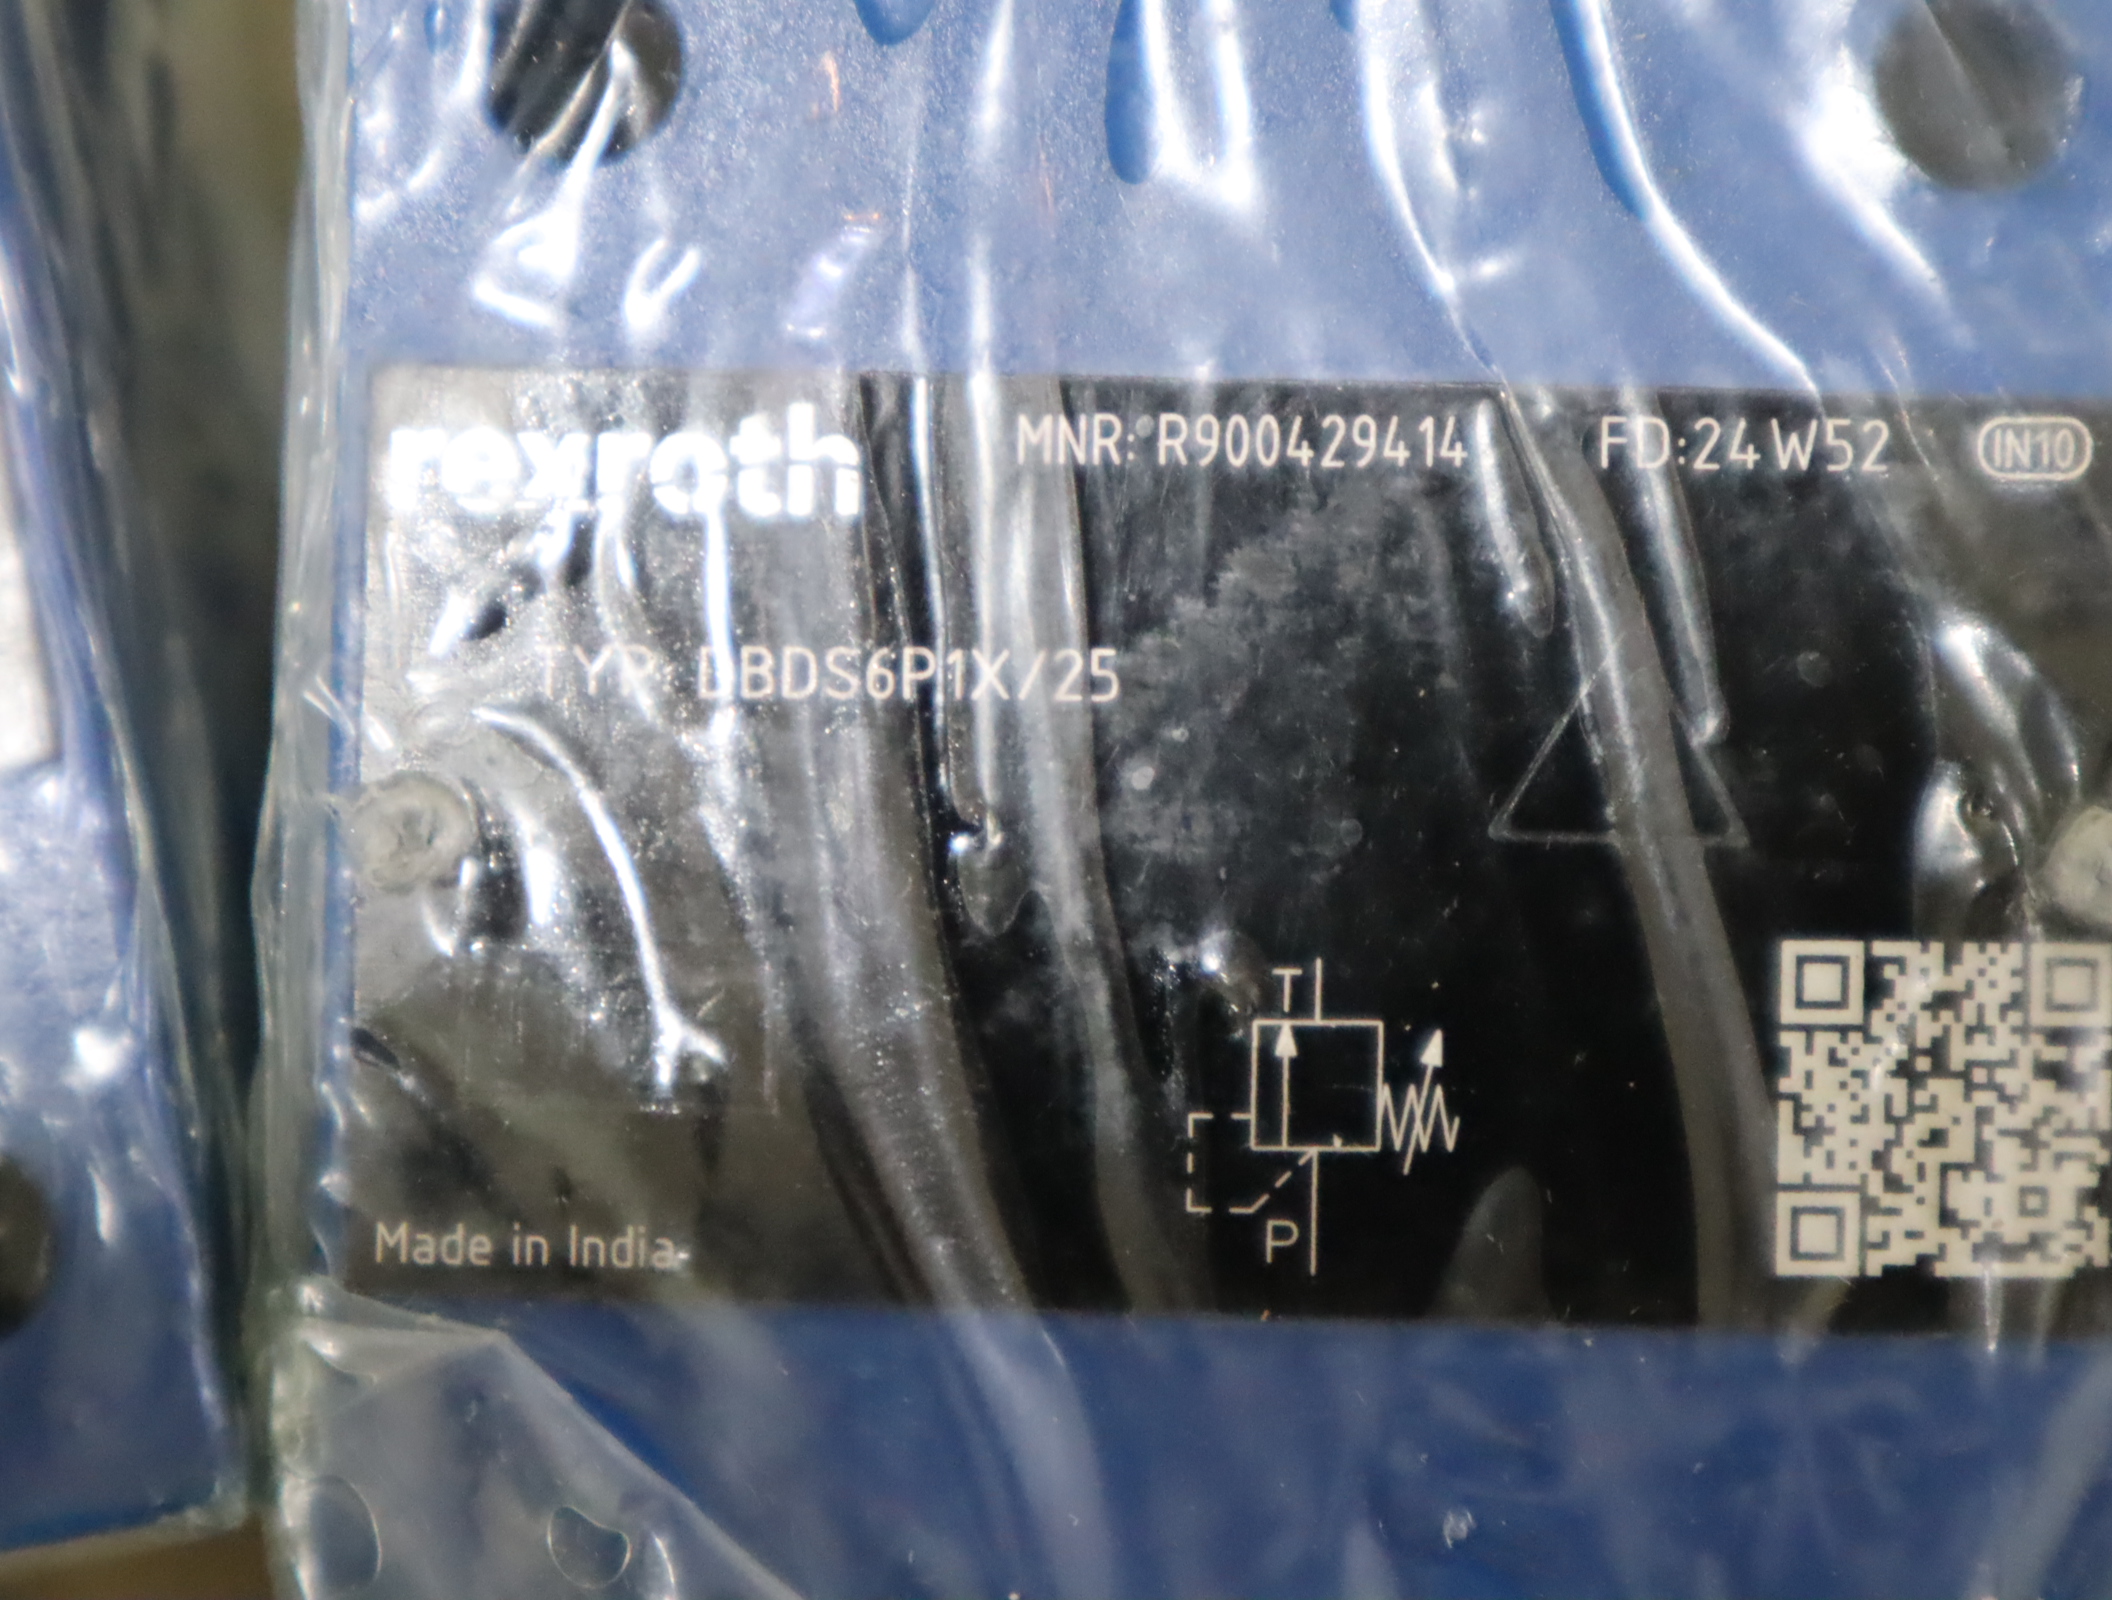 rexroth
MNR: R900429414
FD:24W52
IN10
TYP: DBDS6P1X/25
T
P
Made in India